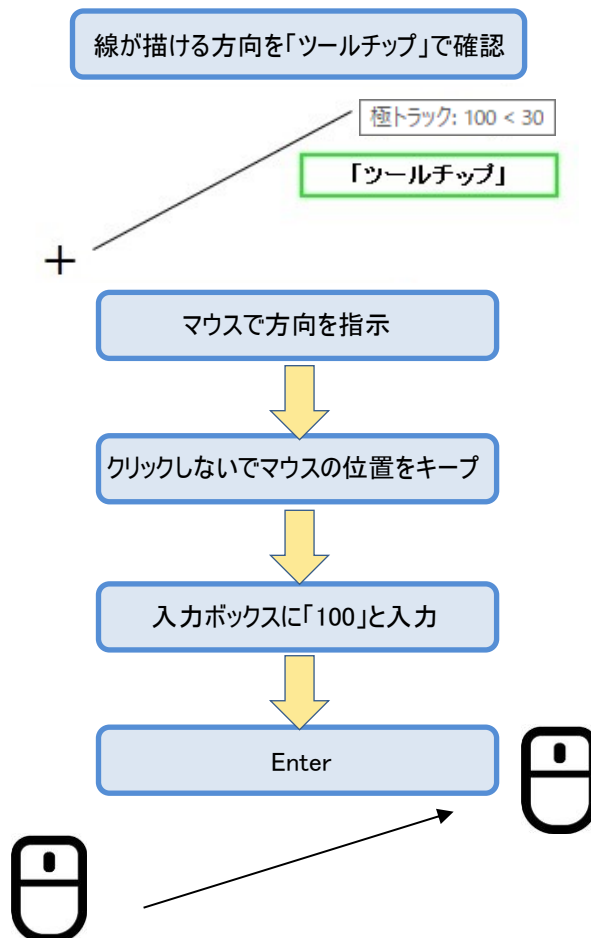 線が描ける方向を「ツールチップ」で確認
極トラック: 100 < 30
「ツールチップ」
マウスで方向を指示
クリックしないでマウスの位置をキープ
入力ボックスに「100」と入力
Enter